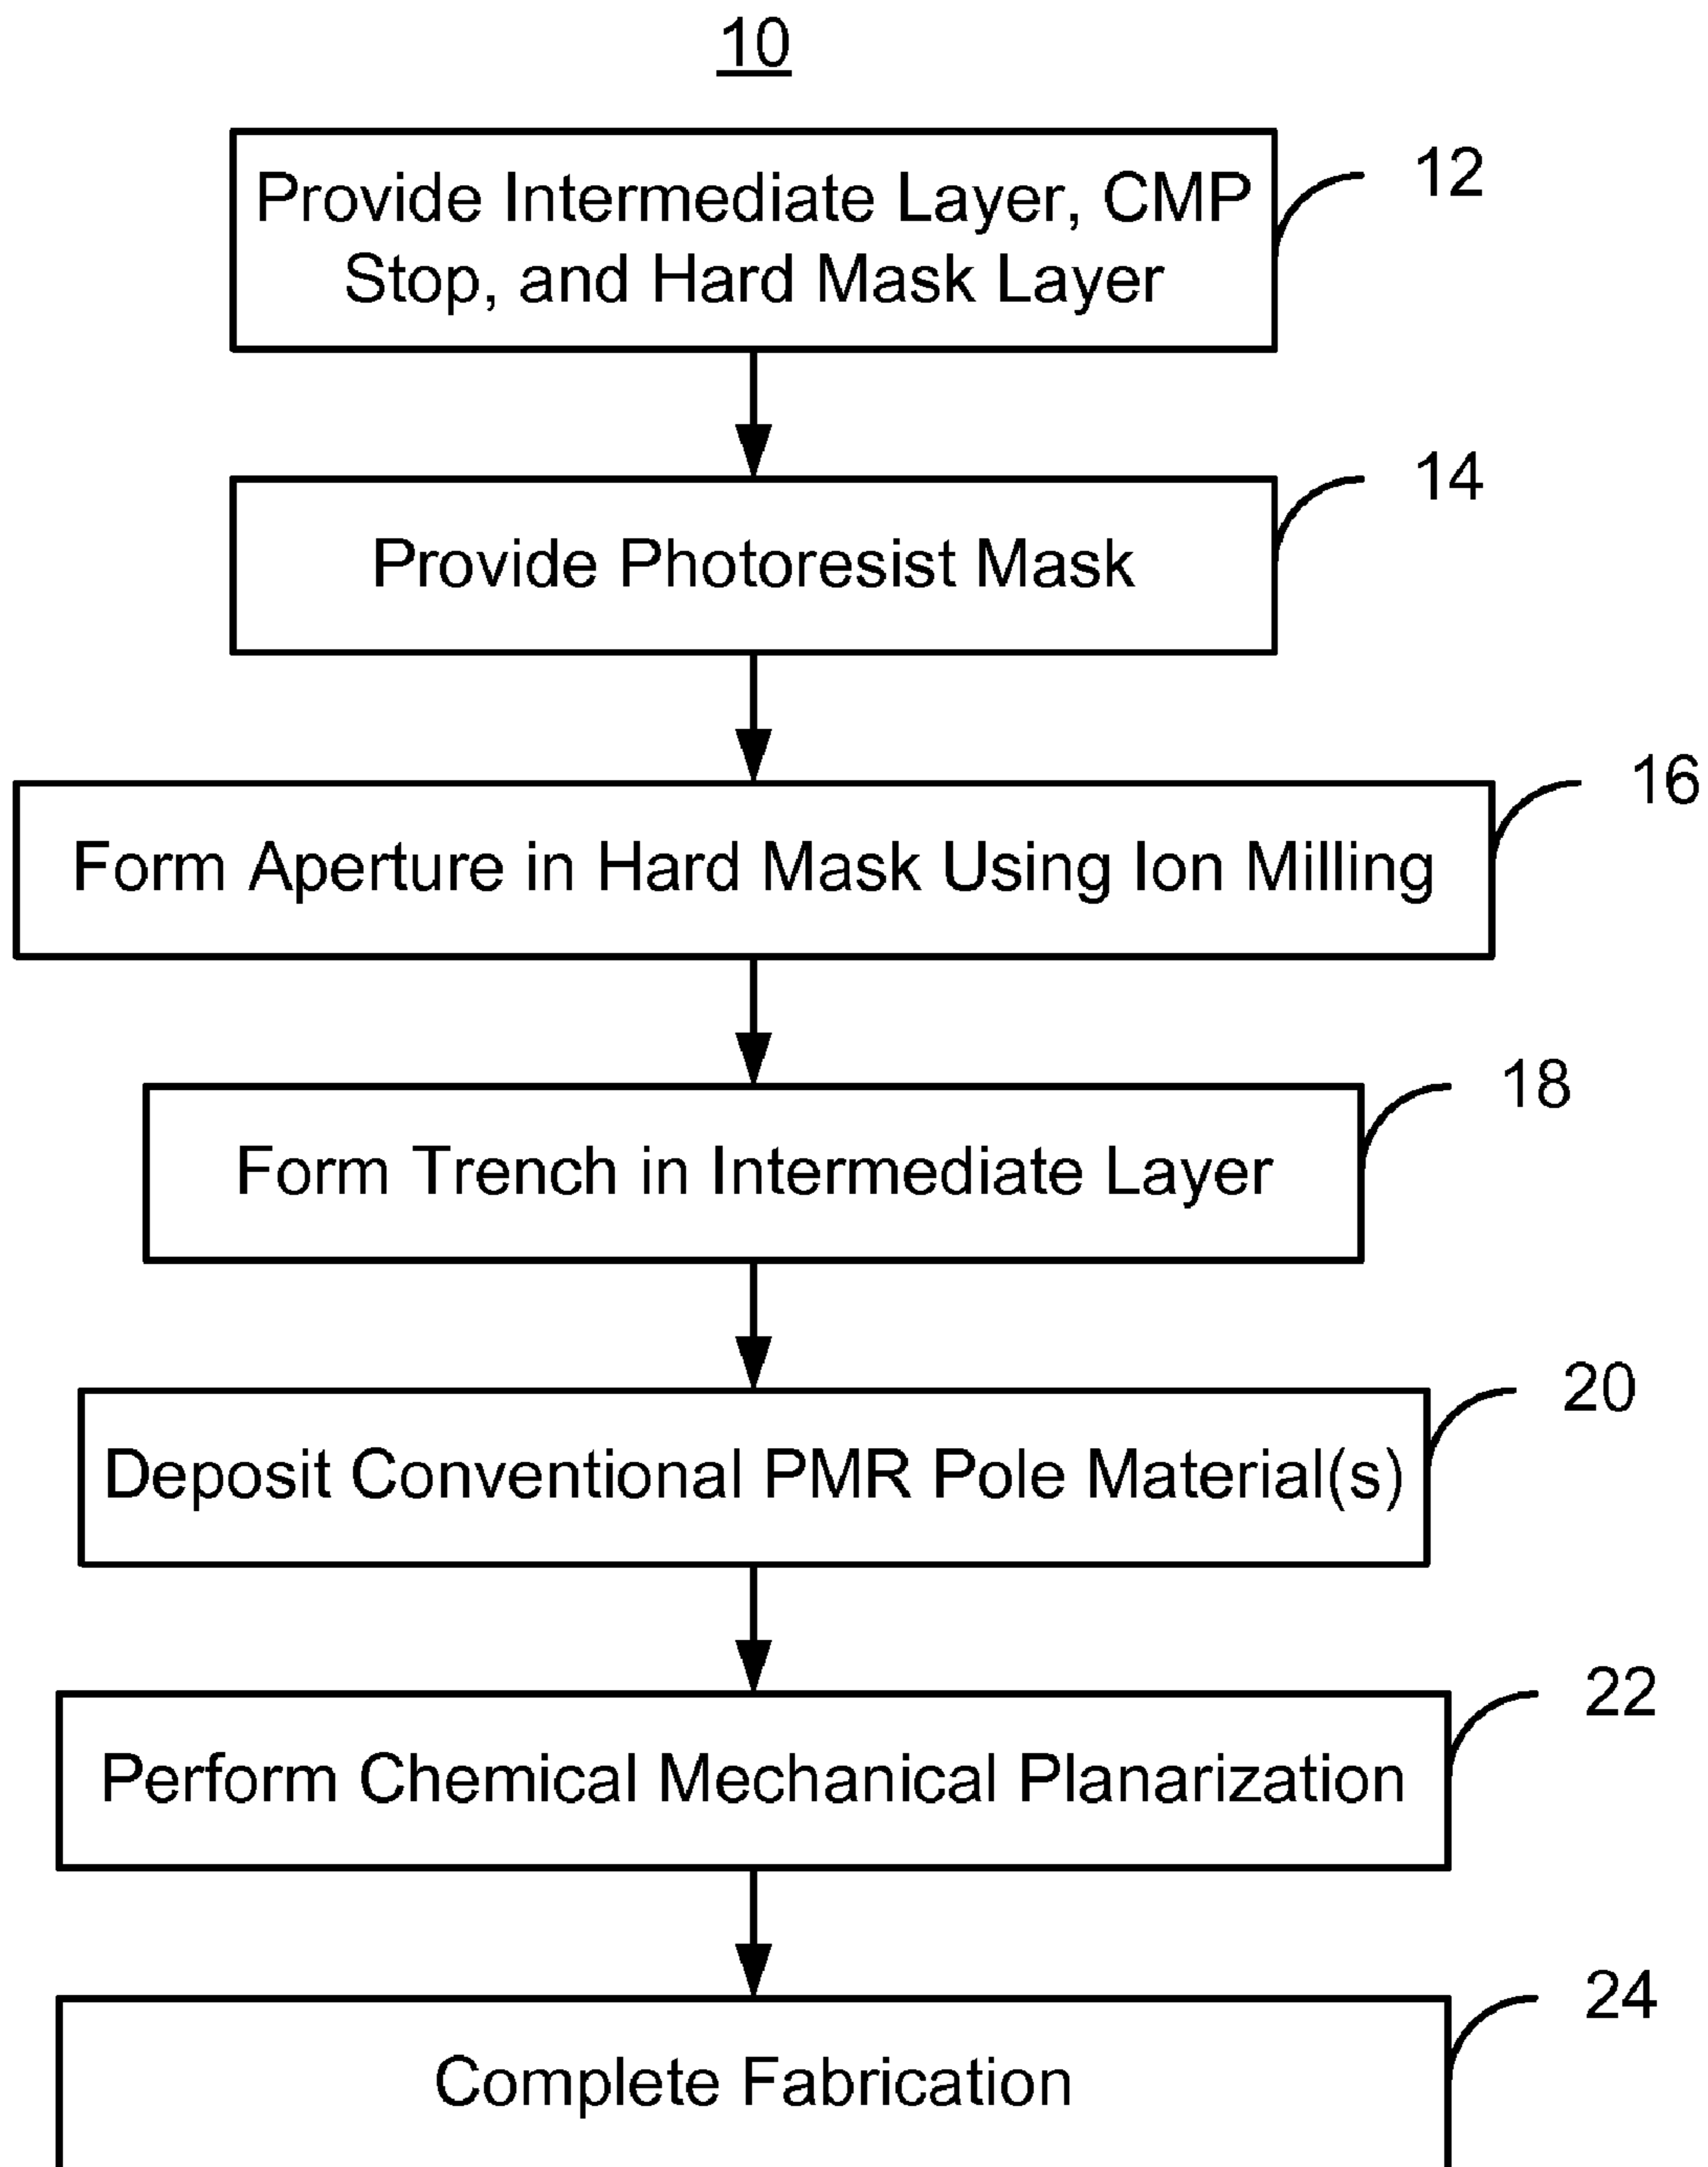 10
Provide Intermediate Layer, CMP
Stop, and Hard Mask Layer
12
Provide Photoresist Mask
14
Form Aperture in Hard Mask Using Ion Milling
16
Form Trench in Intermediate Layer
18
Deposit Conventional PMR Pole Material(s)
20
Perform Chemical Mechanical Planarization
22
Complete Fabrication
24